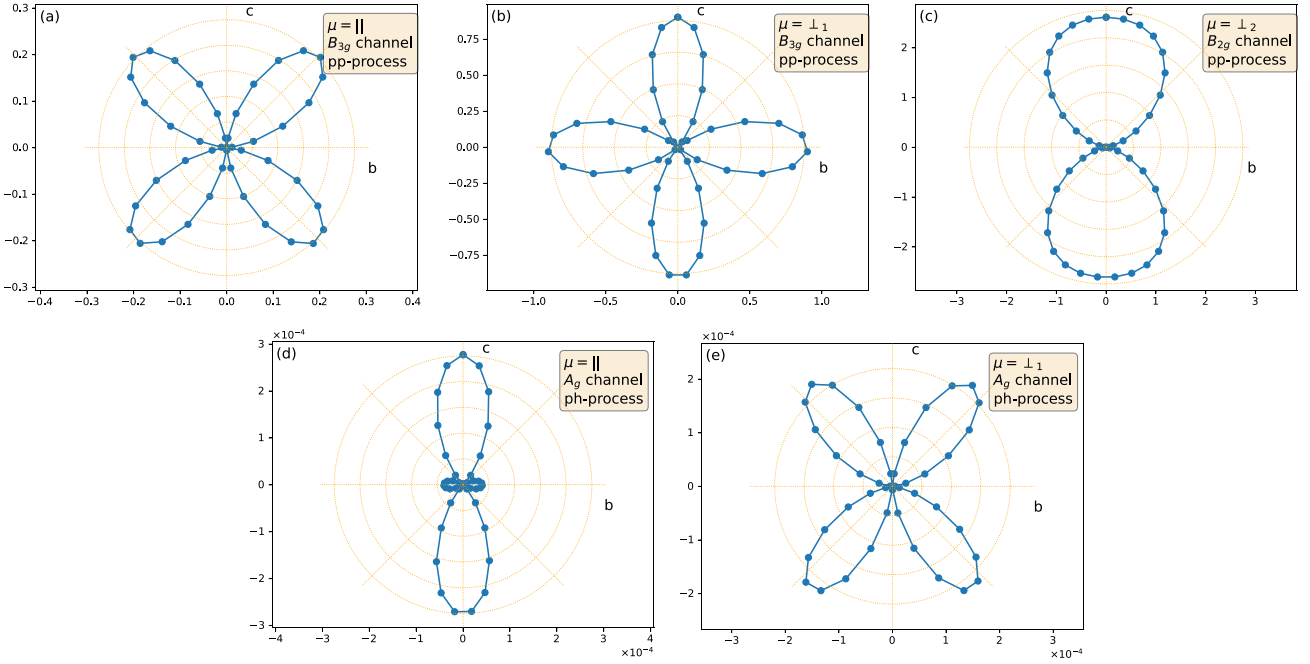 (a)
c
μ = ∥
B3g channel
pp-process
b
0.3
0.2
0.1
0.0
−0.1
−0.2
−0.3
−0.4 −0.3 −0.2 −0.1 0.0 0.1 0.2 0.3 0.4
(b)
c
μ = ⊥1
B3g channel
pp-process
b
0.75
0.50
0.25
0.00
−0.25
−0.50
−0.75
−1.0 −0.5 0.0 0.5 1.0
(c)
c
μ = ⊥2
B2g channel
pp-process
b
2
1
0
−1
−2
−3 −2 −1 0 1 2 3
×10−4
(d)
c
μ = ∥
Ag channel
ph-process
b
3
2
1
0
−1
−2
−3
−4 −3 −2 −1 0 1 2 3 4
×10−4
×10−4
(e)
c
μ = ⊥1
Ag channel
ph-process
b
2
1
0
−1
−2
−3 −2 −1 0 1 2 3
×10−4